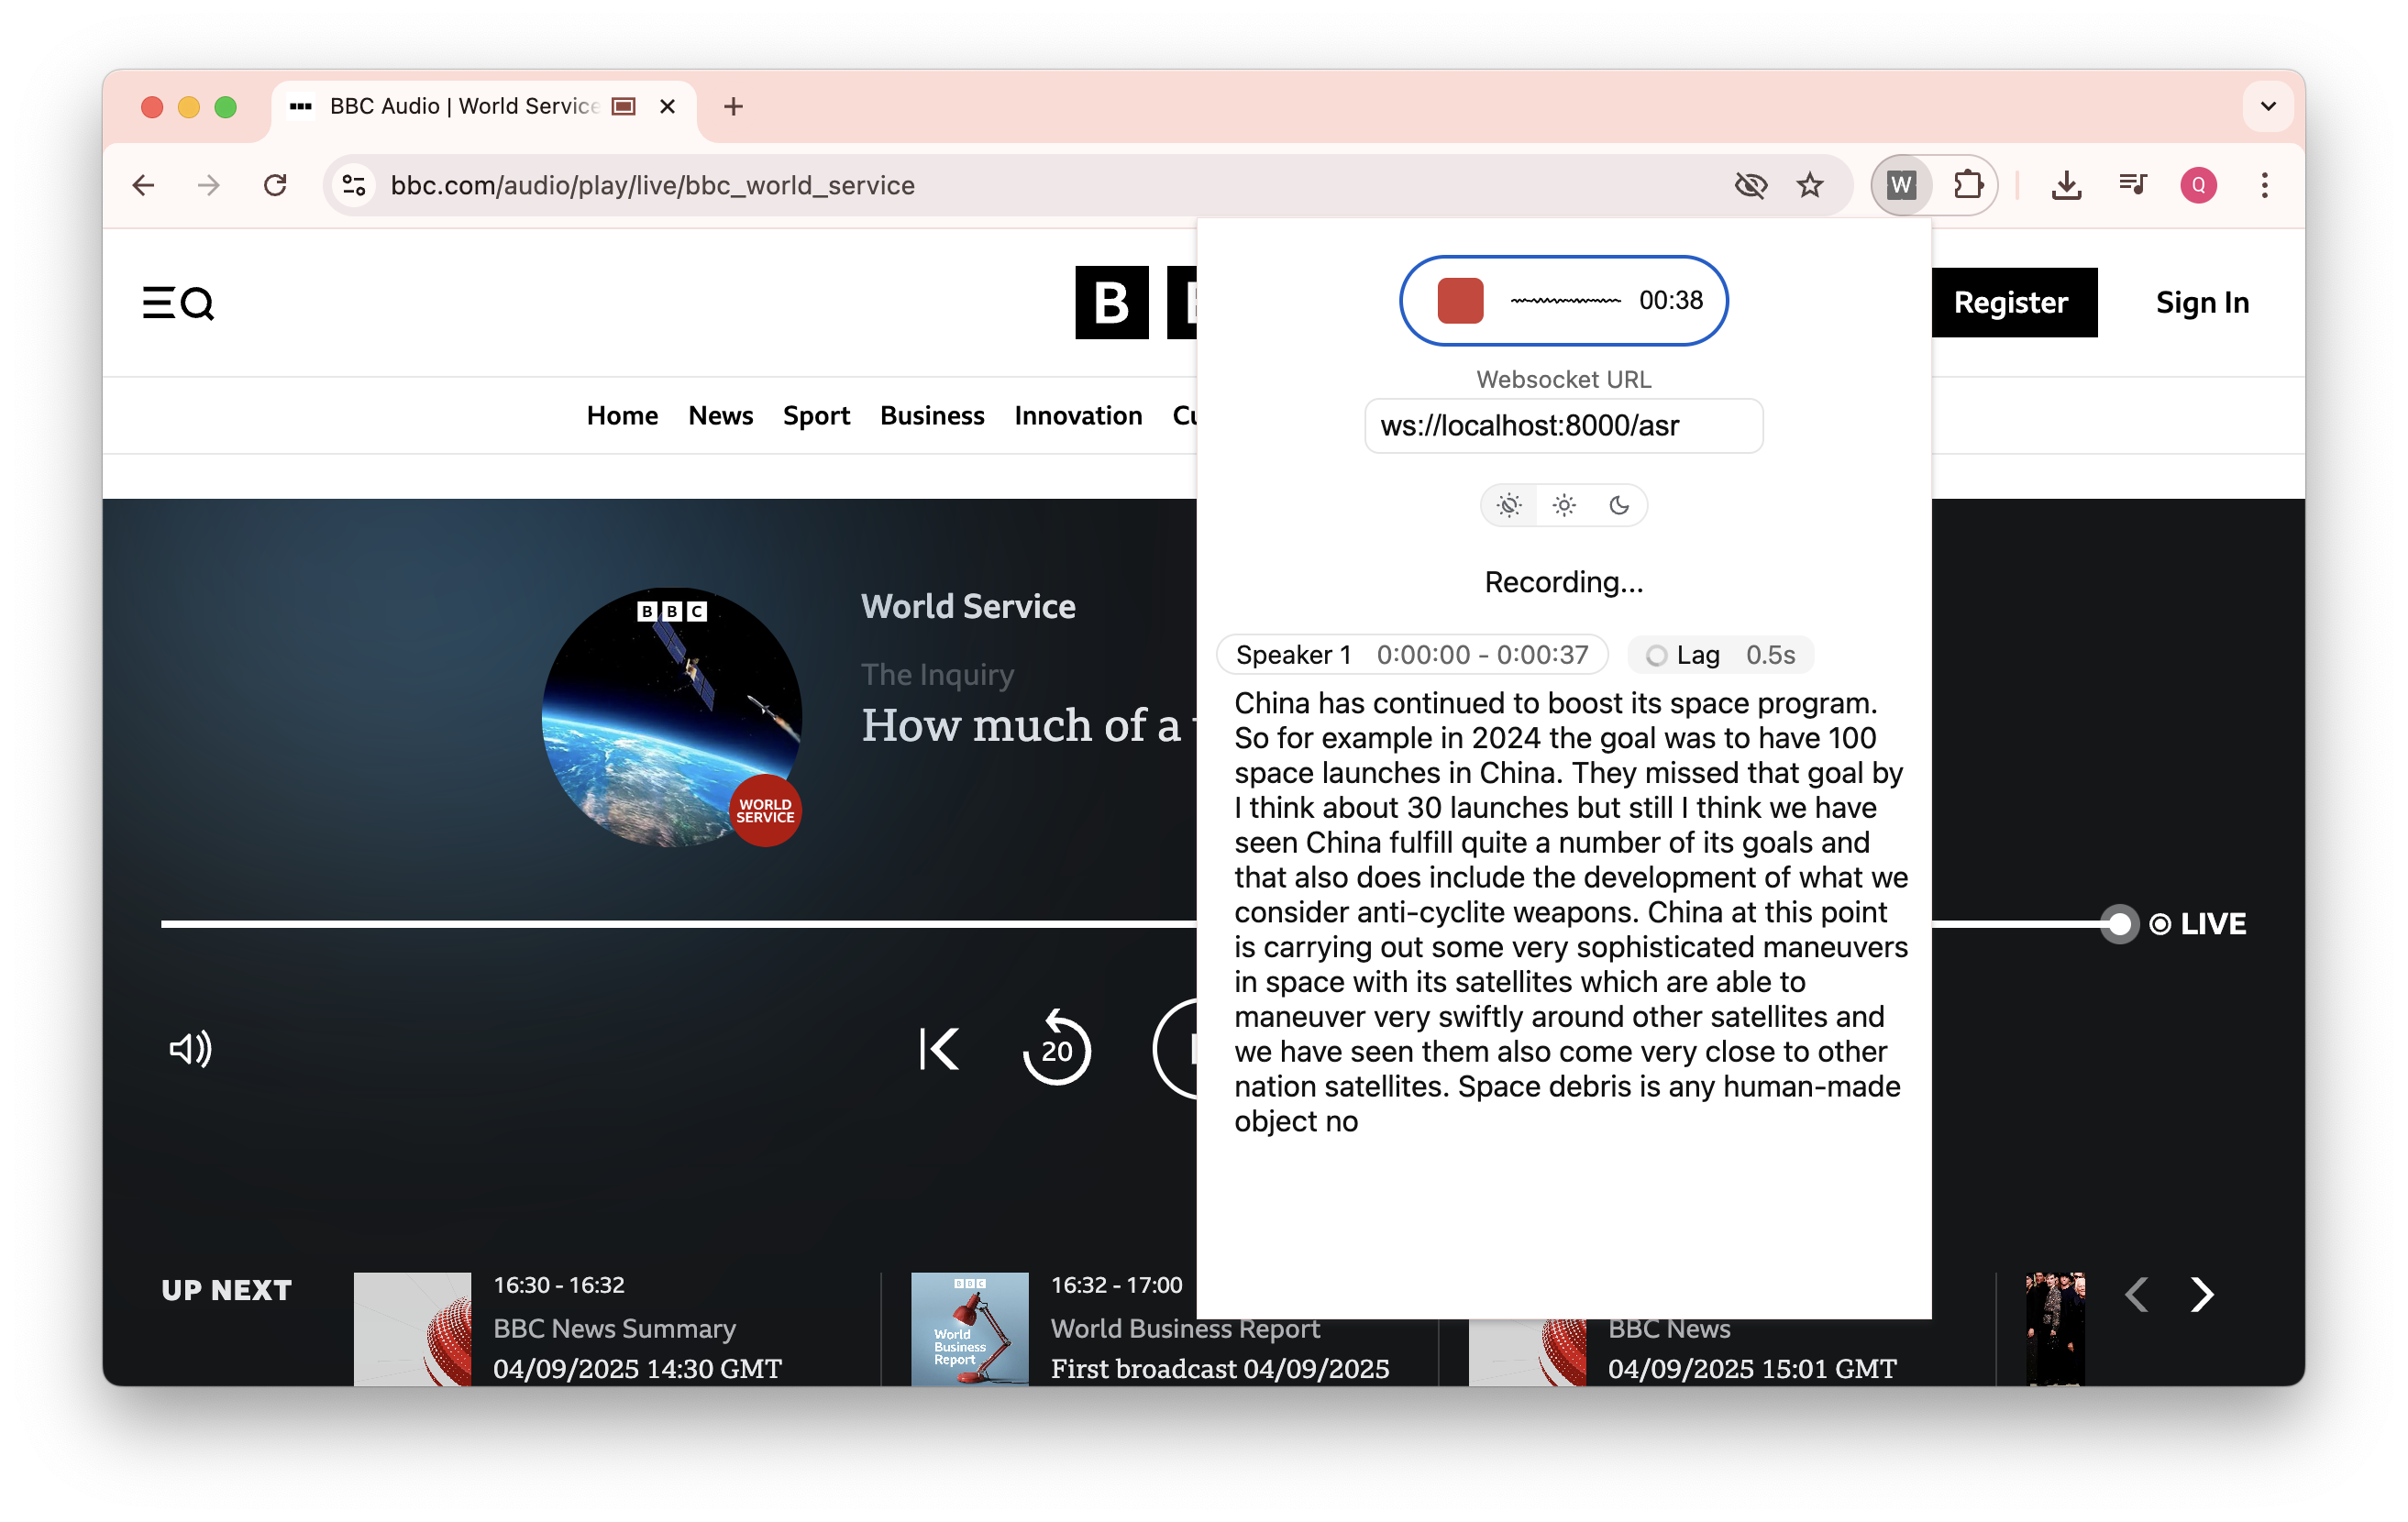 BBC Audio | World Service
bbc.com/audio/play/live/bbc_world_service
W
Q
B
Register
Sign In
Home
News
Sport
Business
Innovation
00:38
Websocket URL
ws://localhost:8000/asr
Recording...
Speaker 1 0:00:00 - 0:00:37
Lag 0.5s
China has continued to boost its space program.
So for example in 2024 the goal was to have 100
space launches in China. They missed that goal by
I think about 30 launches but still I think we have
seen China fulfill quite a number of its goals and
that also does include the development of what we
consider anti-cyclite weapons. China at this point
is carrying out some very sophisticated maneuvers
in space with its satellites which are able to
maneuver very swiftly around other satellites and
we have seen them also come very close to other
nation satellites. Space debris is any human-made
object no
BBC
WORLD
SERVICE
World Service
The Inquiry
How much of a
LIVE
20
UP NEXT
16:30 - 16:32
BBC News Summary
04/09/2025 14:30 GMT
BBC
World
Business
Report
16:32 - 17:00
World Business Report
First broadcast 04/09/2025
BBC News
04/09/2025 15:01 GMT